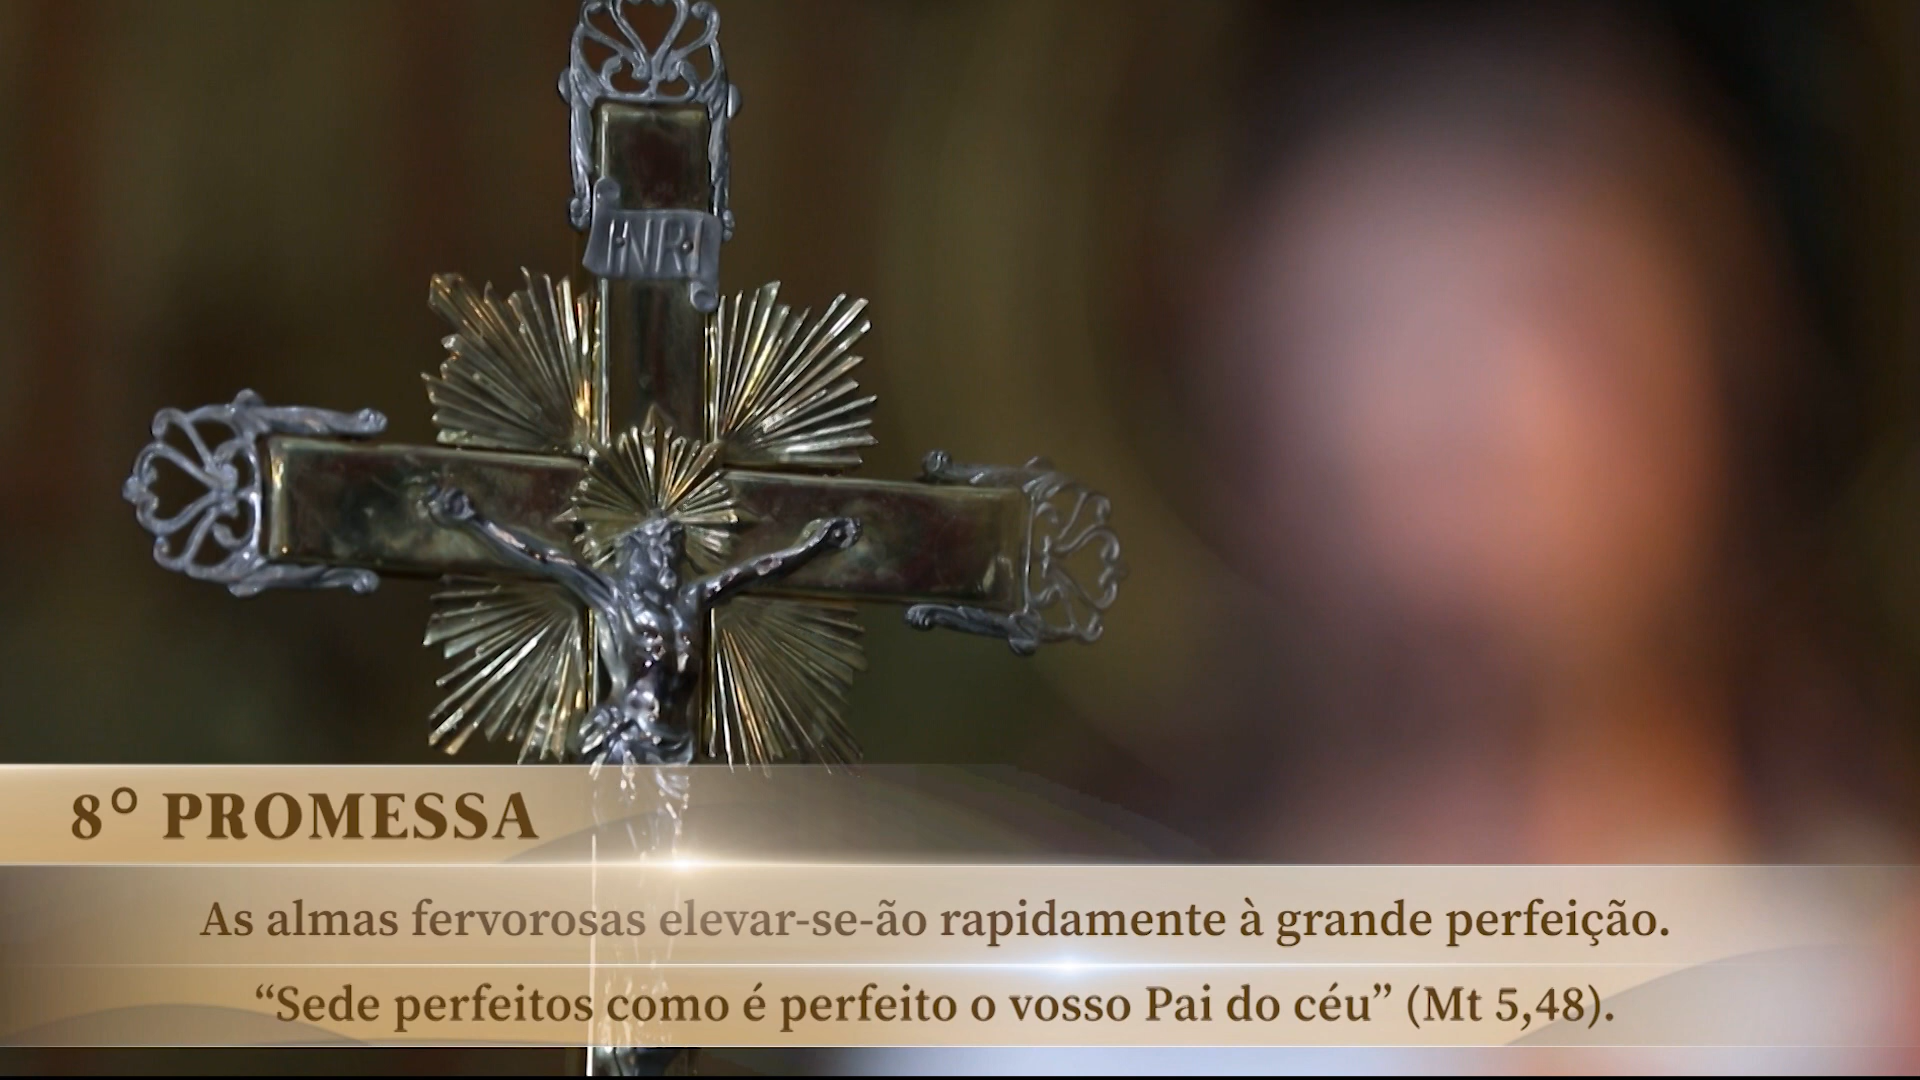 INRI
8° PROMESSA
As almas fervorosas elevar-se-ão rapidamente à grande perfeição.
“Sede perfeitos como é perfeito o vosso Pai do céu” (Mt 5,48).